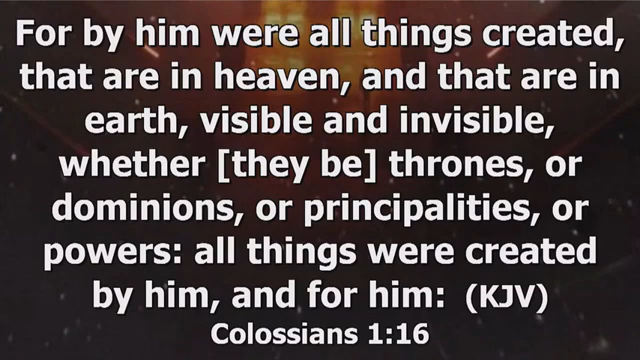 For by him were all things created,
that are in heaven, and that are in
earth, visible and invisible,
whether [they be] thrones, or
dominions, or principalities, or
powers: all things were created
by him, and for him: (KJV)
Colossians 1:16